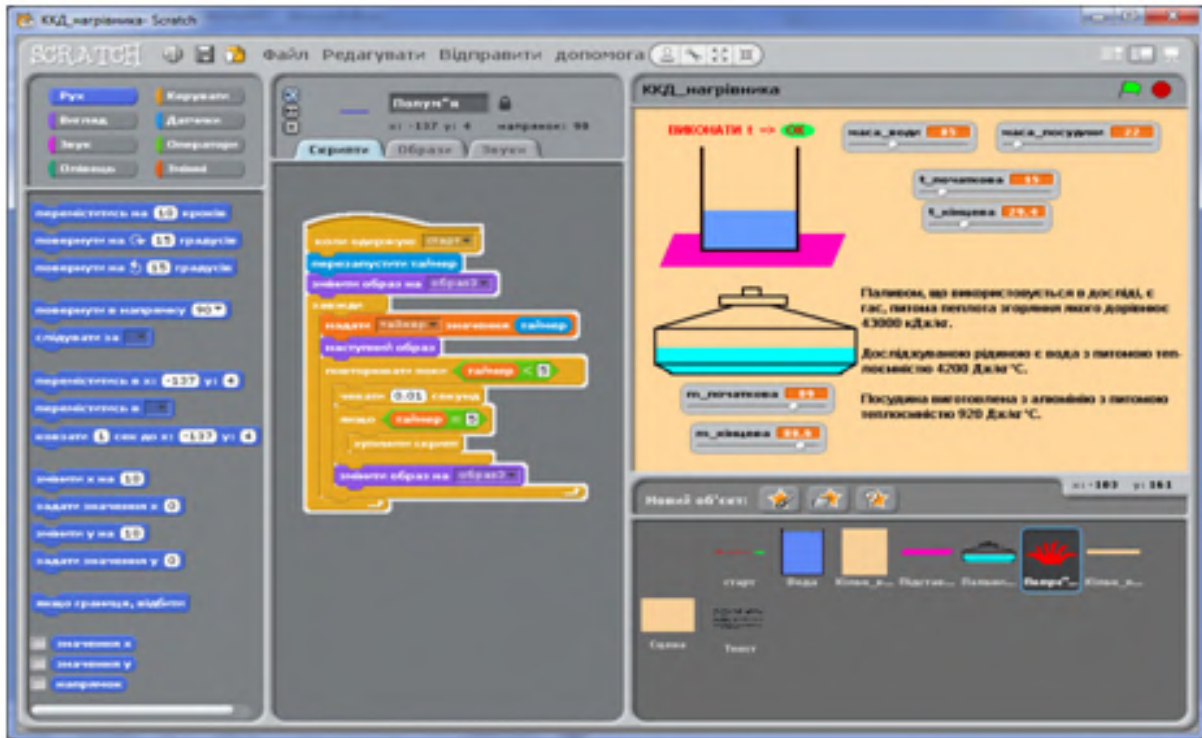 ККД_нагрівника- Scratch
SCRATCH
Файл Редагувати Відправити допомога
Рух
Керувати
Вигляд
Датчики
Звук
Оператори
Олівець
Змінні
перемістись на 10 кроків
повернути на 15 градусів
повернути на 15 градусів
повернути в напрямку 90
слідувати за
переміститись в x: -137 y: 4
переміститись в
ковзати 1 сек до x: -137 y: 4
змінити x на 10
задати значення x 0
змінити y на 10
задати значення y 0
якщо границя, відбити
значення x
значення y
напрямок
Полум"я
x: -137 y: 4 напрямок: 90
Скрипти Образи Звуки
коли одержую старт
перезапустити таймер
змінити образ на образ3
завжди
надати таймер значення таймер
наступний образ
повторювати поки таймер < 5
чекати 0.01 секунд
якщо таймер = 5
зупинити скрипт
змінити образ на образ3
ККД_нагрівника
ВИКОНАТИ t => OK
маса_води 45
маса_посудини 22
t_початкова 15
t_кінцева 29.4
Паливом, що використовується в досліді, є
гас, питома теплота згоряння якого дорівнює
43000 кДж/кг.
Досліджуваною рідиною є вода з питомою теп-
лоємністю 4200 Дж/кг°С.
Посудина виготовлена з алюмінію з питомою
теплоємністю 920 Дж/кг°С.
m_початкова 89
m_кінцева
x: -183 y: 161
Новий об'єкт:
старт
Вода
Кільк_в...
Підстав...
Пальни...
Полум"...
Кільк_п...
Сцена
Текст